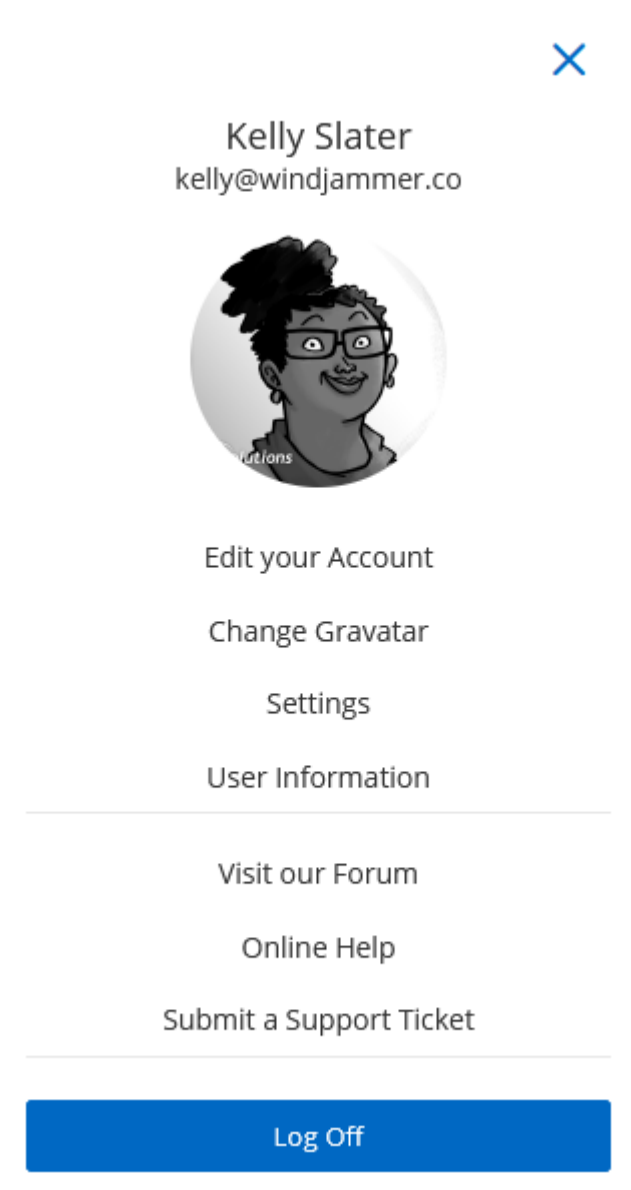 Kelly Slater
kelly@windjammer.co
Edit your Account
Change Gravatar
Settings
User Information
Visit our Forum
Online Help
Submit a Support Ticket
Log Off